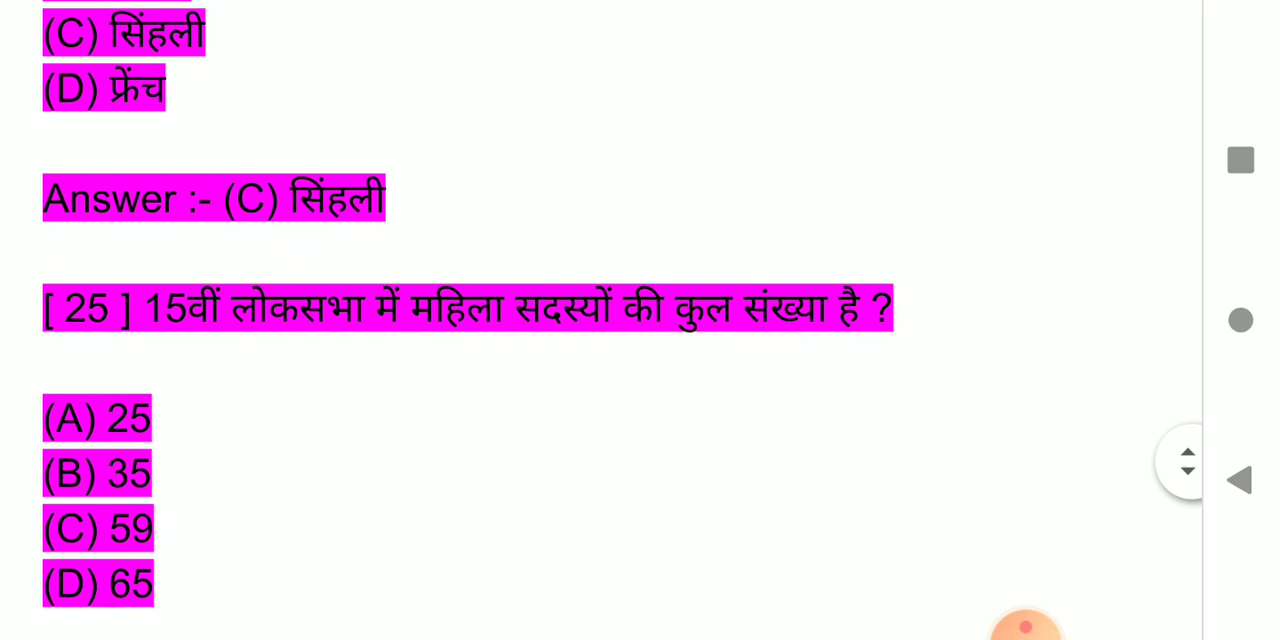 (C) सिंहली
(D) फ्रेंच
Answer :- (C) सिंहली
[ 25 ] 15वीं लोकसभा में महिला सदस्यों की कुल संख्या है ?
(A) 25
(B) 35
(C) 59
(D) 65